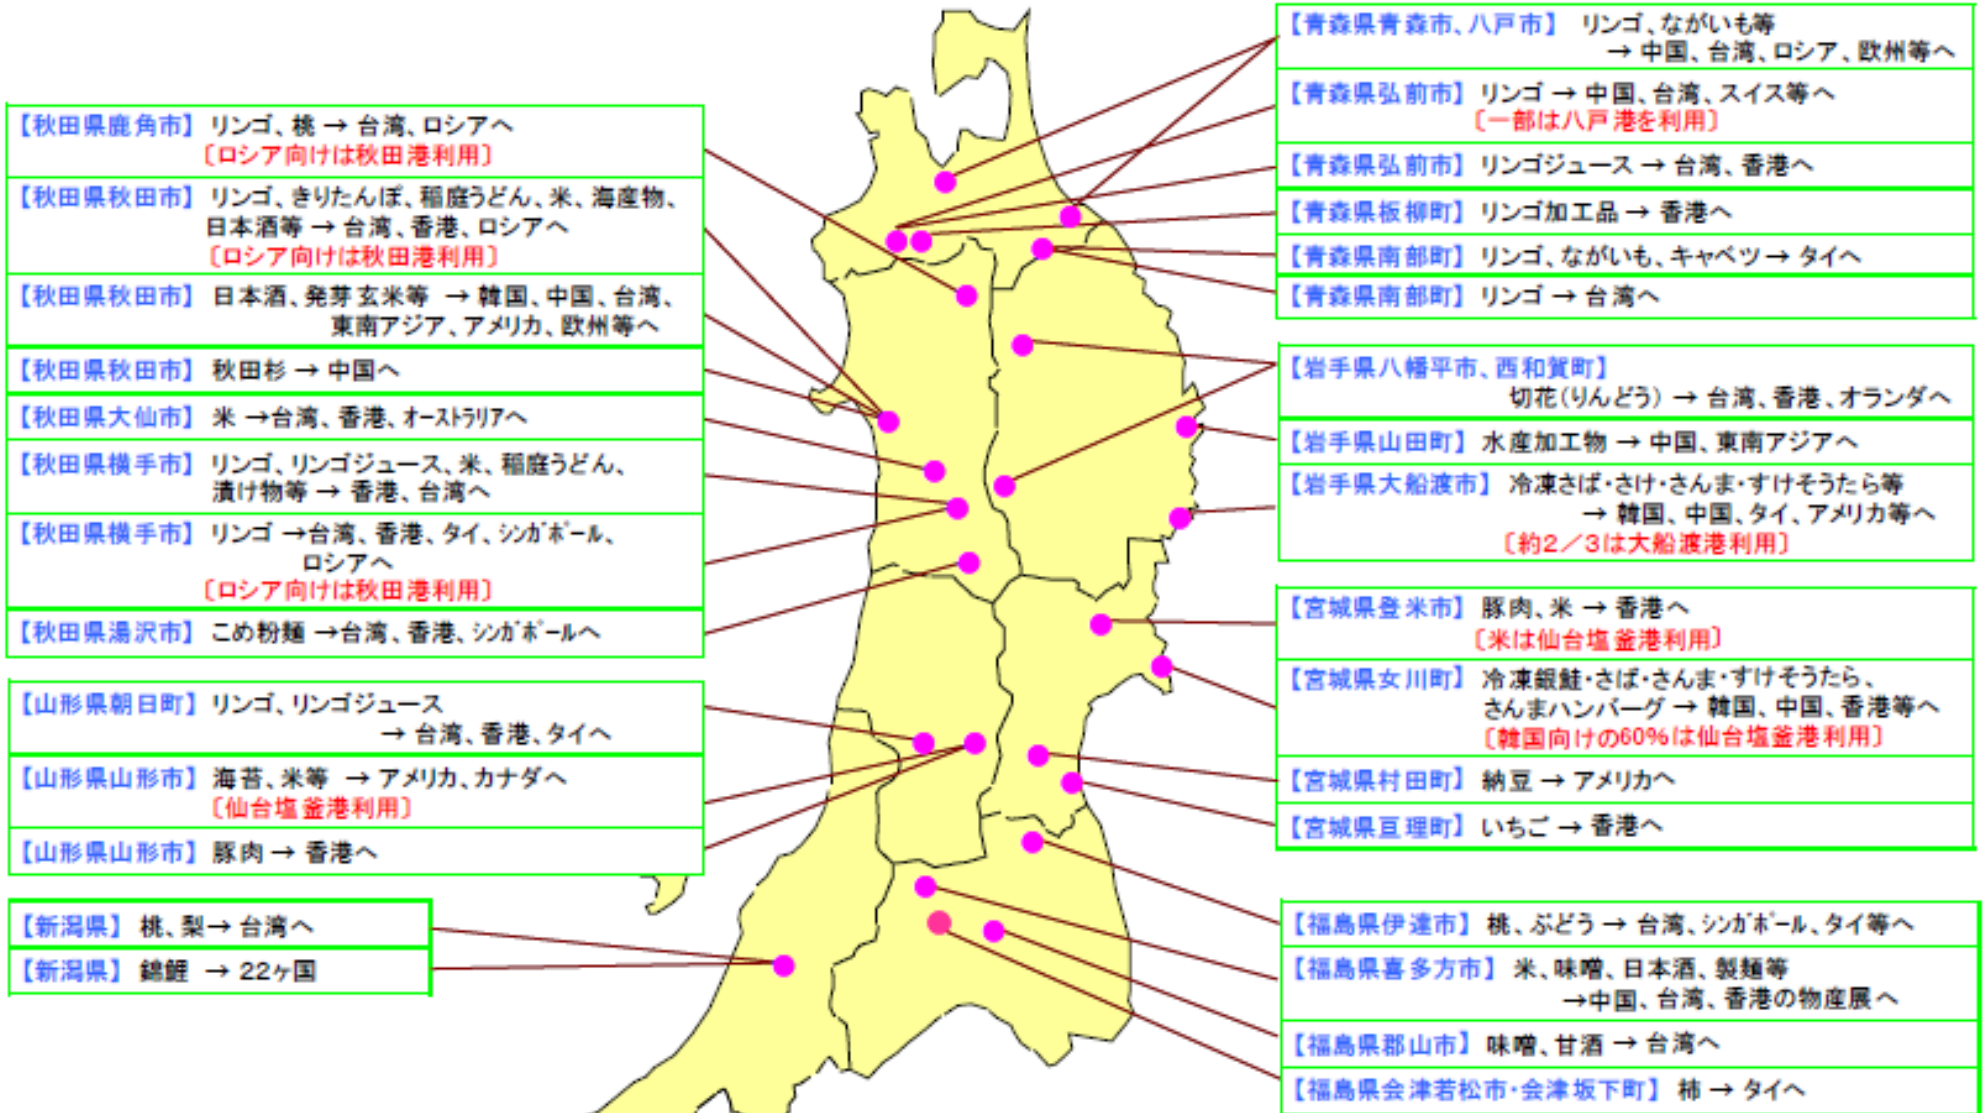 【秋田県鹿角市】 リンゴ、桃 → 台湾、ロシアへ
〔ロシア向けは秋田港利用〕
【秋田県秋田市】 リンゴ、きりたんぽ、稲庭うどん、米、海産物、
日本酒等 → 台湾、香港、ロシアへ
〔ロシア向けは秋田港利用〕
【秋田県秋田市】 日本酒、発芽玄米等 → 韓国、中国、台湾、
東南アジア、アメリカ、欧州等へ
【秋田県秋田市】 秋田杉 → 中国へ
【秋田県大仙市】 米 →台湾、香港、オーストラリアへ
【秋田県横手市】 リンゴ、リンゴジュース、米、稲庭うどん、
漬け物等 → 香港、台湾へ
【秋田県横手市】 リンゴ →台湾、香港、タイ、シンガポール、
ロシアへ
〔ロシア向けは秋田港利用〕
【秋田県湯沢市】 こめ粉麺 →台湾、香港、シンガポールへ
【山形県朝日町】 リンゴ、リンゴジュース
→ 台湾、香港、タイへ
【山形県山形市】 海苔、米等 → アメリカ、カナダへ
〔仙台塩釜港利用〕
【山形県山形市】 豚肉 → 香港へ
【新潟県】 桃、梨→ 台湾へ
【新潟県】 錦鯉 → 22ヶ国
【青森県青森市、八戸市】 リンゴ、ながいも等
→ 中国、台湾、ロシア、欧州等へ
【青森県弘前市】 リンゴ → 中国、台湾、スイス等へ
〔一部は八戸港を利用〕
【青森県弘前市】 リンゴジュース → 台湾、香港へ
【青森県板柳町】 リンゴ加工品 → 香港へ
【青森県南部町】 リンゴ、ながいも、キャベツ→ タイへ
【青森県南部町】 リンゴ → 台湾へ
【岩手県八幡平市、西和賀町】
切花(りんどう) → 台湾、香港、オランダへ
【岩手県山田町】 水産加工物 → 中国、東南アジアへ
【岩手県大船渡市】 冷凍さば・さけ・さんま・すけそうたら等
→ 韓国、中国、タイ、アメリカ等へ
〔約2/3は大船渡港利用〕
【宮城県登米市】 豚肉、米 → 香港へ
〔米は仙台塩釜港利用〕
【宮城県女川町】 冷凍銀鮭・さば・さんま・すけそうたら、
さんまハンバーグ → 韓国、中国、香港等へ
〔韓国向けの60%は仙台塩釜港利用〕
【宮城県村田町】 納豆 → アメリカへ
【宮城県亘理町】 いちご → 香港へ
【福島県伊達市】 桃、ぶどう → 台湾、シンガポール、タイ等へ
【福島県喜多方市】 米、味噌、日本酒、製麺等
→中国、台湾、香港の物産展へ
【福島県郡山市】 味噌、甘酒 → 台湾へ
【福島県会津若松市・会津坂下町】 柿 → タイへ